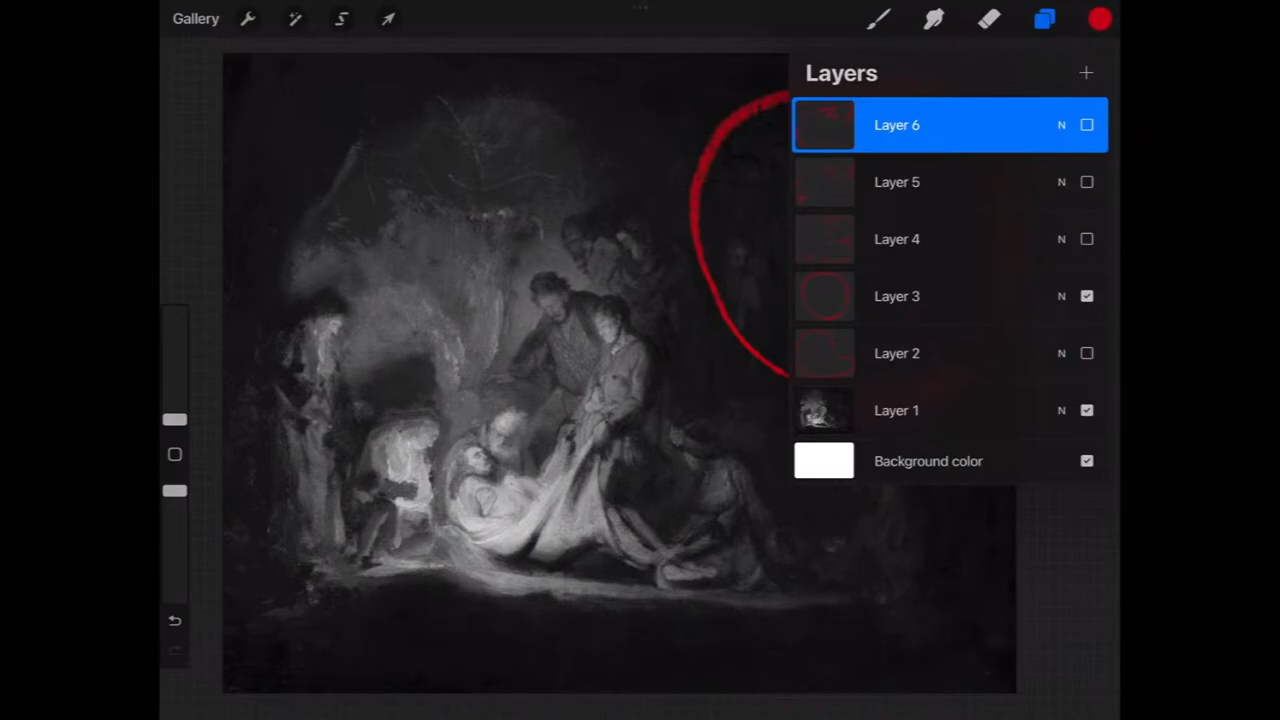 Gallery
Layers
Layer 6 N
Layer 5 N
Layer 4 N
Layer 3 N
Layer 2 N
Layer 1 N
Background color